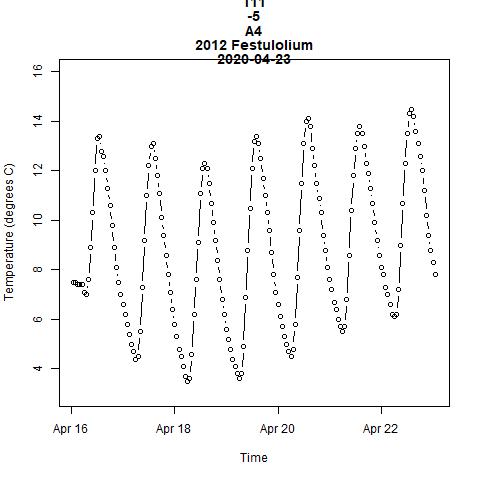 T11
-5
A4
2012 Festulolium
2020-04-23
16
14
12
10
8
6
4
Temperature (degrees C)
Apr 16
Apr 18
Apr 20
Apr 22
Time